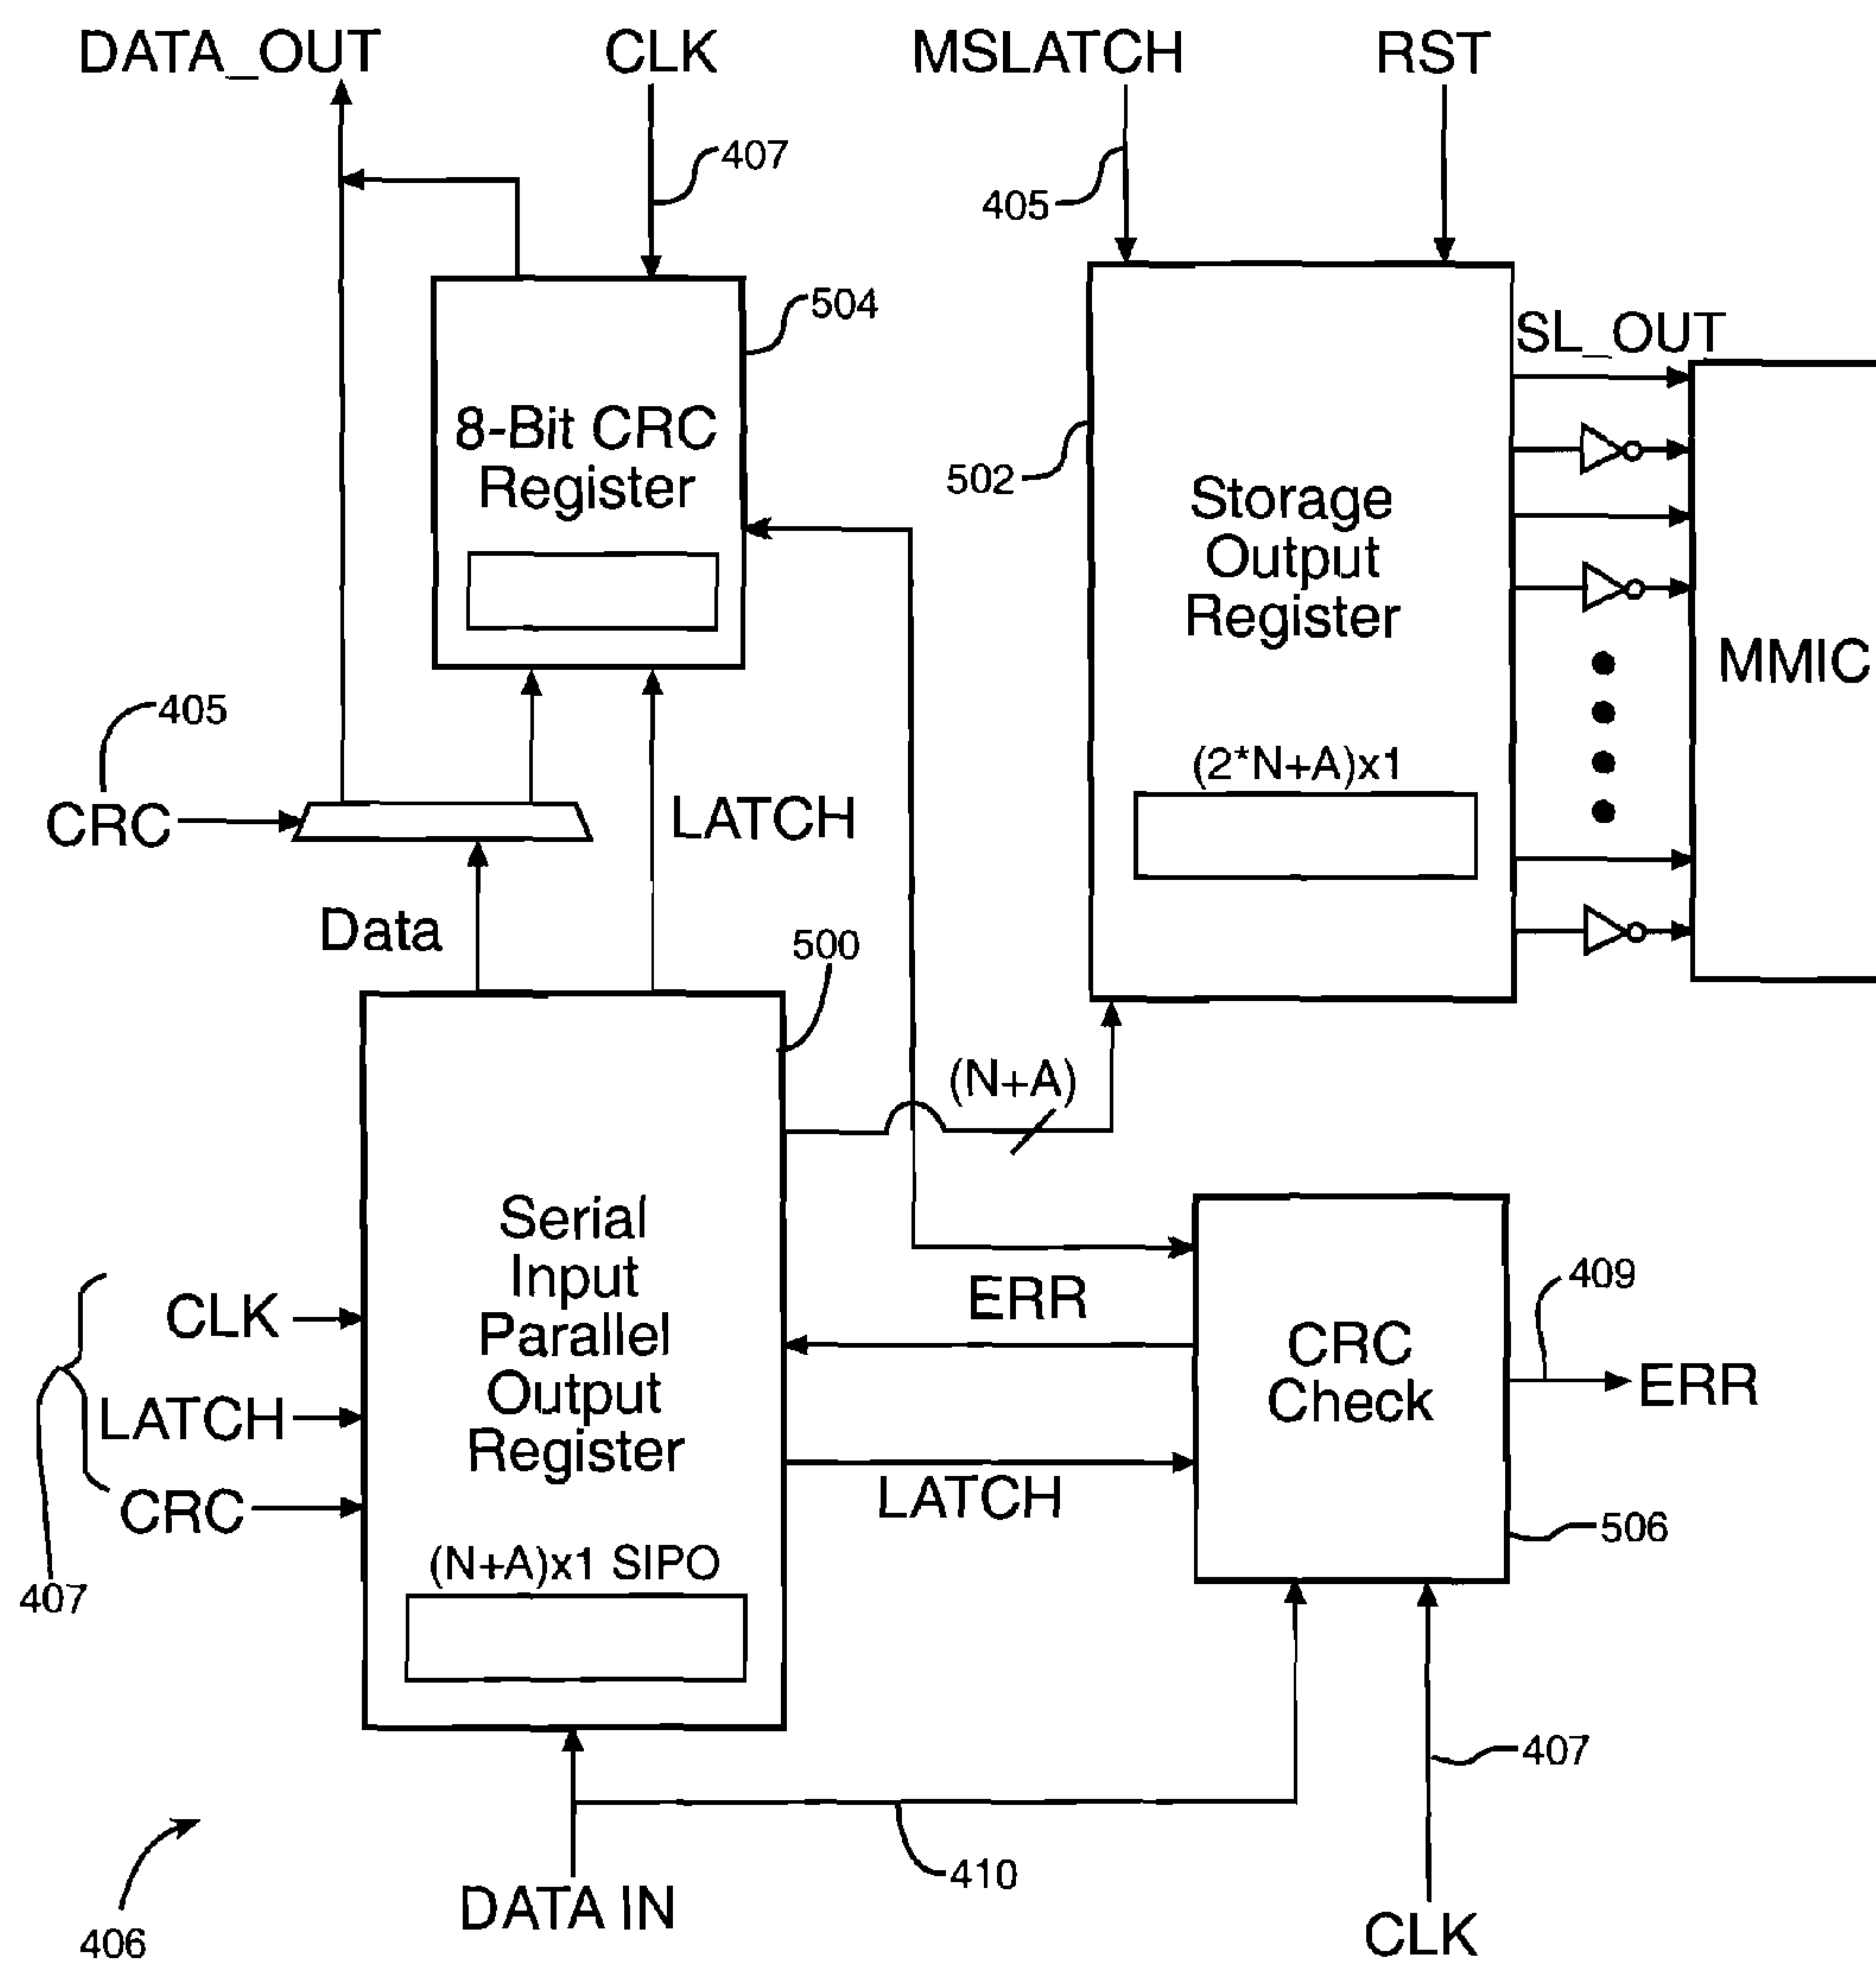 DATA_OUT
CLK
MSLATCH
RST
407
405
504
SL_OUT
8-Bit CRC
Register
502
Storage
Output
Register
MMIC
405
(2*N+A)x1
CRC
LATCH
Data
500
(N+A)
Serial
Input
Parallel
Output
Register
ERR
409
CLK
CRC
Check
ERR
LATCH
LATCH
CRC
506
(N+A)x1 SIPO
407
407
410
DATA IN
CLK
406